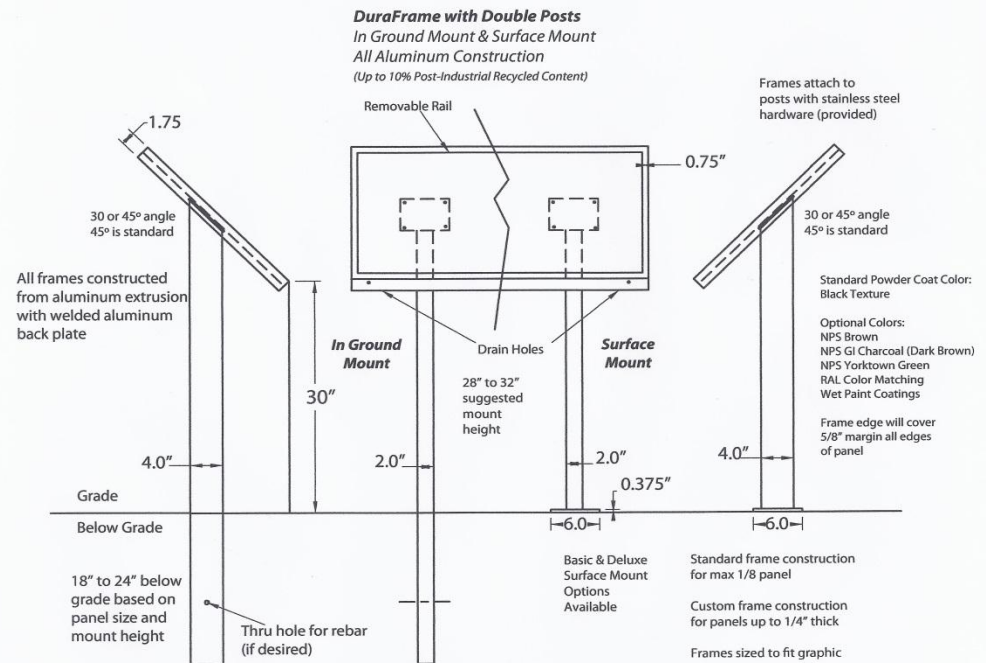 DuraFrame with Double Posts
In Ground Mount & Surface Mount
All Aluminum Construction
(Up to 10% Post-Industrial Recycled Content)
Frames attach to
posts with stainless steel
hardware (provided)
Removable Rail
1.75
0.75"
30 or 45º angle
45º is standard
30 or 45º angle
45º is standard
All frames constructed
from aluminum extrusion
with welded aluminum
back plate
Standard Powder Coat Color:
Black Texture
Optional Colors:
NPS Brown
NPS GI Charcoal (Dark Brown)
NPS Yorktown Green
RAL Color Matching
Wet Paint Coatings
Frame edge will cover
5/8" margin all edges
of panel
In Ground
Mount
Drain Holes
Surface
Mount
28" to 32"
suggested
mount
height
30"
4.0"
2.0"
2.0"
4.0"
0.375"
6.0
6.0
Grade
Below Grade
18" to 24" below
grade based on
panel size and
mount height
Thru hole for rebar
(if desired)
Basic & Deluxe
Surface Mount
Options
Available
Standard frame construction
for max 1/8 panel
Custom frame construction
for panels up to 1/4" thick
Frames sized to fit graphic